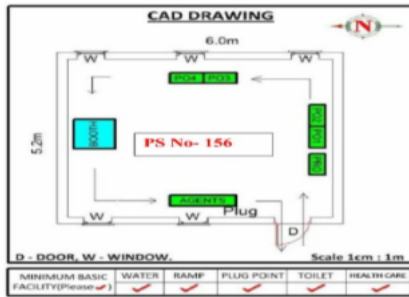 CAD DRAWING
N
6.0m
W W W
PO4 PO3
5.2m
BOOTH
PS No- 156
PO2 PO1
PRO
AGENTS
Plug
W W
D
D - DOOR, W - WINDOW.
Scale 1cm : 1m
MINIMUM BASIC FACILITY(Please✓) WATER RAMP PLUG POINT TOILET HEALTH CARE